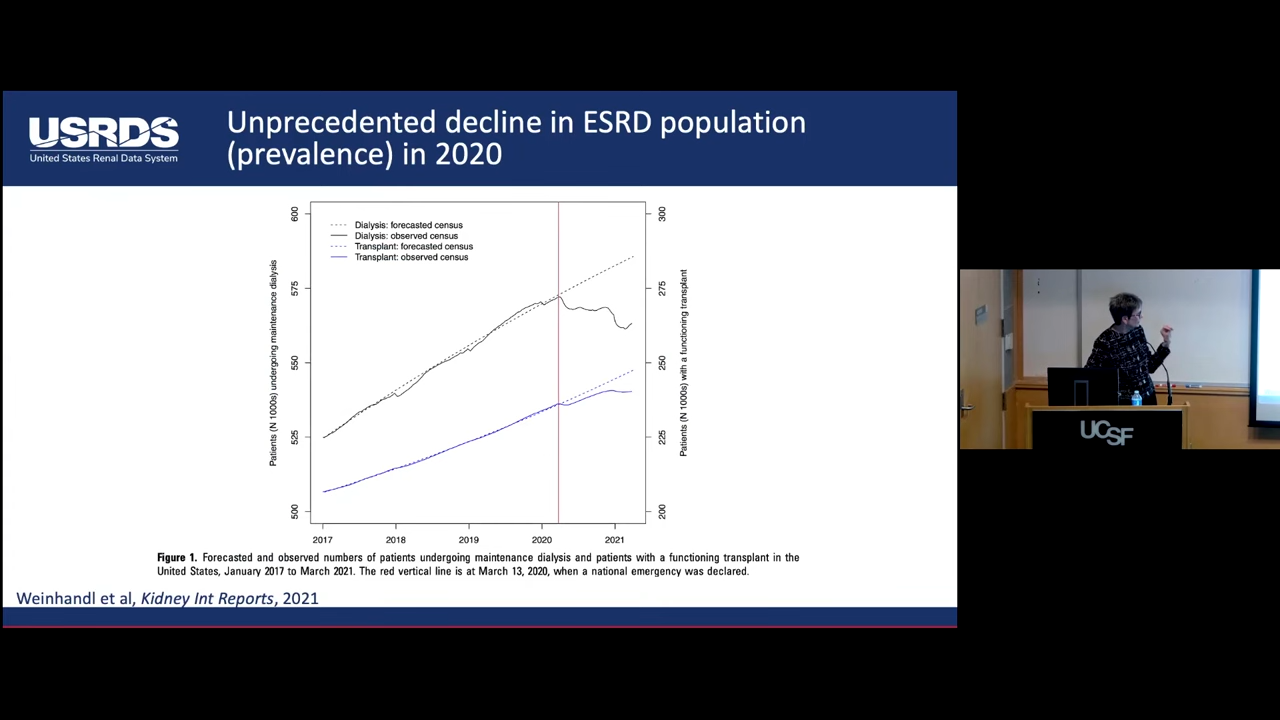 USRDS
United States Renal Data System
Unprecedented decline in ESRD population
(prevalence) in 2020
600
575
550
525
500
Patients (N 1000s) undergoing maintenance dialysis
Dialysis: forecasted census
Dialysis: observed census
Transplant: forecasted census
Transplant: observed census
300
275
250
225
200
Patients (N 1000s) with a functioning transplant
2017 2018 2019 2020 2021
Figure 1. Forecasted and observed numbers of patients undergoing maintenance dialysis and patients with a functioning transplant in the
United States, January 2017 to March 2021. The red vertical line is at March 13, 2020, when a national emergency was declared.
Weinhandl et al, Kidney Int Reports, 2021
UCSF